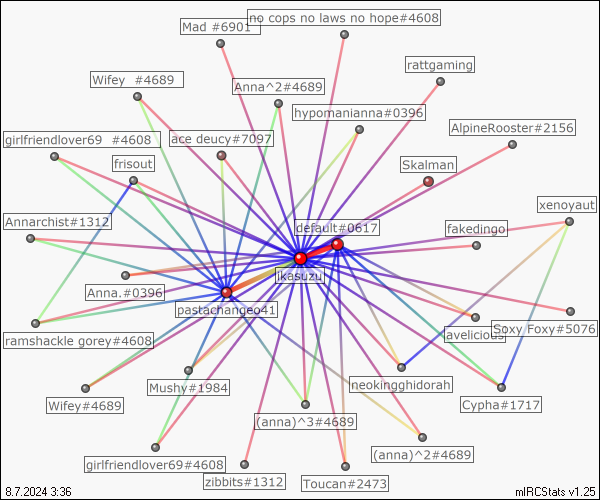 no cops no laws no hope#4608
Mad #6901
rattgaming
Wifey #4689
Anna^2#4689
hypomanianna#0396
AlpineRooster#2156
girlfriendlover69 #4608
ace deucy#7097
frisout
Skalman
xenoyaut
Annarchist#1312
default#0617
fakedingo
jkasuzu
Anna.#0396
pastachangeo41
ramshackle gorey#4608
avelicious
Soxy Foxy#5076
Mushy#1984
neokingghidorah
Wifey#4689
Cypha#1717
(anna)^3#4689
(anna)^2#4689
girlfriendlover69#4608
zibbits#1312
Toucan#2473
8.7.2024 3:36
mIRCStats v1.25